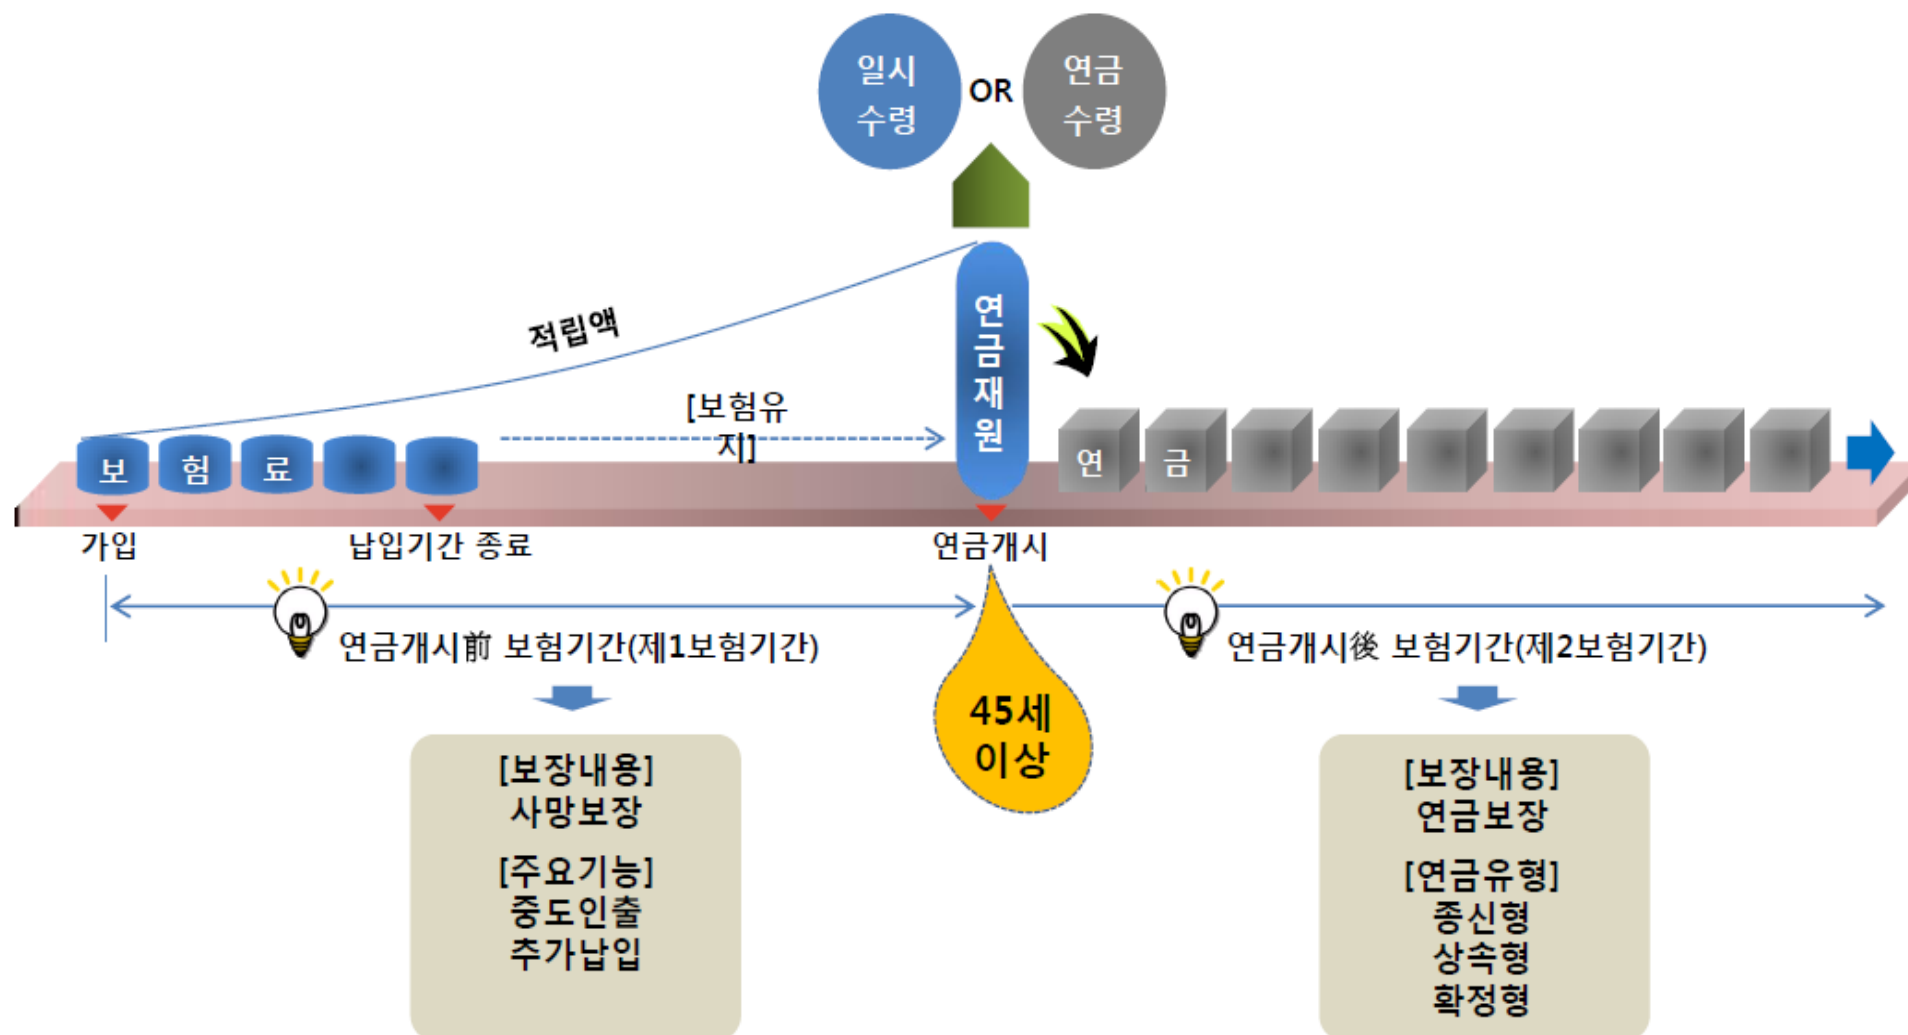 일시
수령
OR
연금
수령
적립액
[보험유
지]
연금재원
보험료
연금
가입
납입기간 종료
연금개시
연금개시前 보험기간(제1보험기간)
연금개시後 보험기간(제2보험기간)
45세
이상
[보장내용]
사망보장
[주요기능]
중도인출
추가납입
[보장내용]
연금보장
[연금유형]
종신형
상속형
확정형